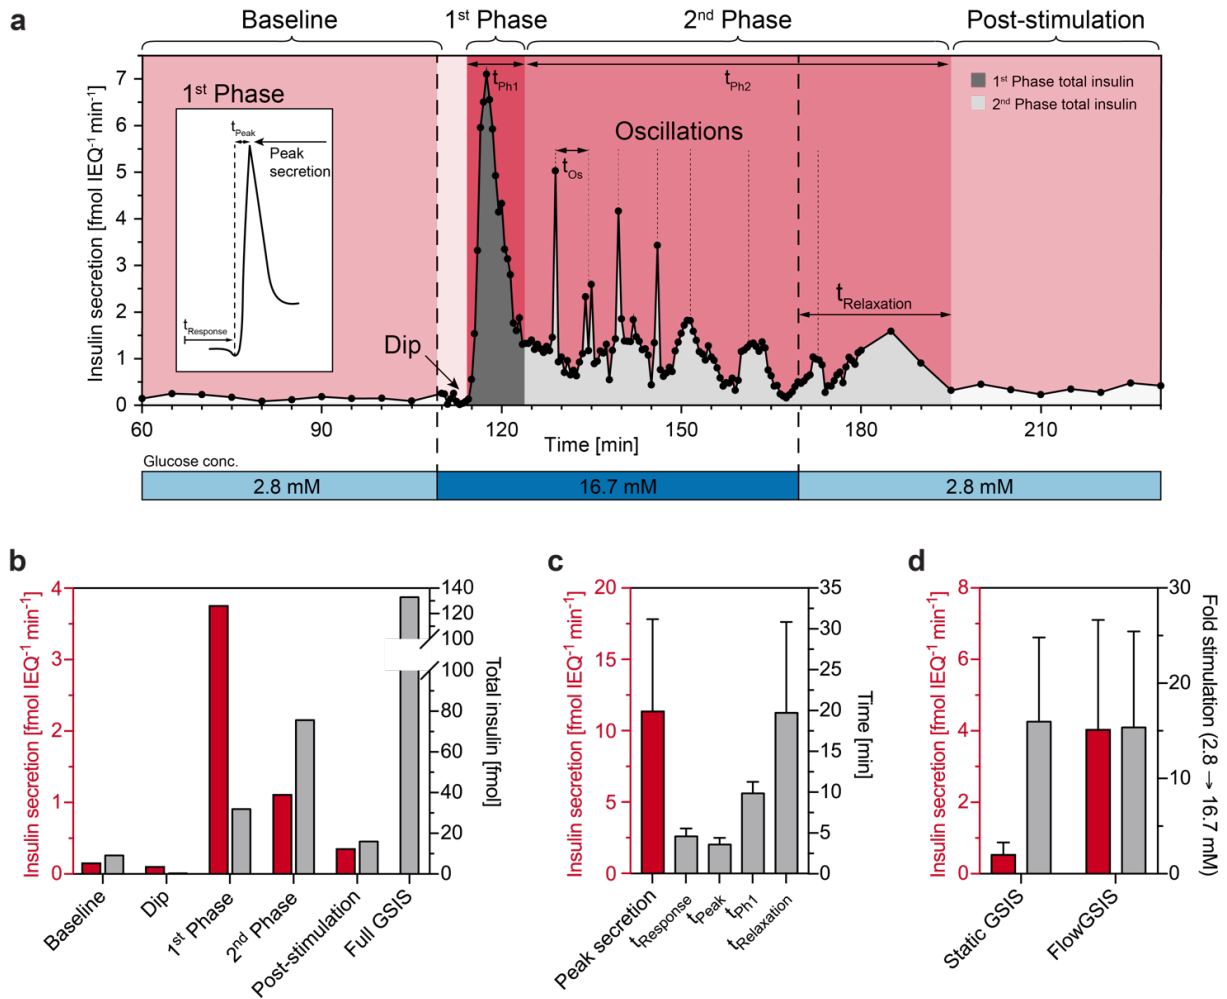 a
Baseline
1st Phase
2nd Phase
Post-stimulation
Insulin secretion [fmol IEQ-1 min-1]
7
6
5
4
3
2
1
0
1st Phase
tPeak
Peak
secretion
tResponse
tPh1
tPh2
1st Phase total insulin
2nd Phase total insulin
Oscillations
tOs
tRelaxation
Dip
60
90
120
150
180
210
Time [min]
Glucose conc.
2.8 mM
16.7 mM
2.8 mM
b
Insulin secretion [fmol IEQ-1 min-1]
4
3
2
1
0
140
120
100
100
80
60
40
20
0
Total insulin [fmol]
Baseline
Dip
1st Phase
2nd Phase
Post-stimulation
Full GSIS
c
Insulin secretion [fmol IEQ-1 min-1]
20
15
10
5
0
35
30
25
20
15
10
5
0
Time [min]
Peak secretion
tResponse
tPeak
tPh1
tRelaxation
d
Insulin secretion [fmol IEQ-1 min-1]
8
6
4
2
0
30
20
10
0
Fold stimulation (2.8 → 16.7 mM)
Static GSIS
FlowGSIS